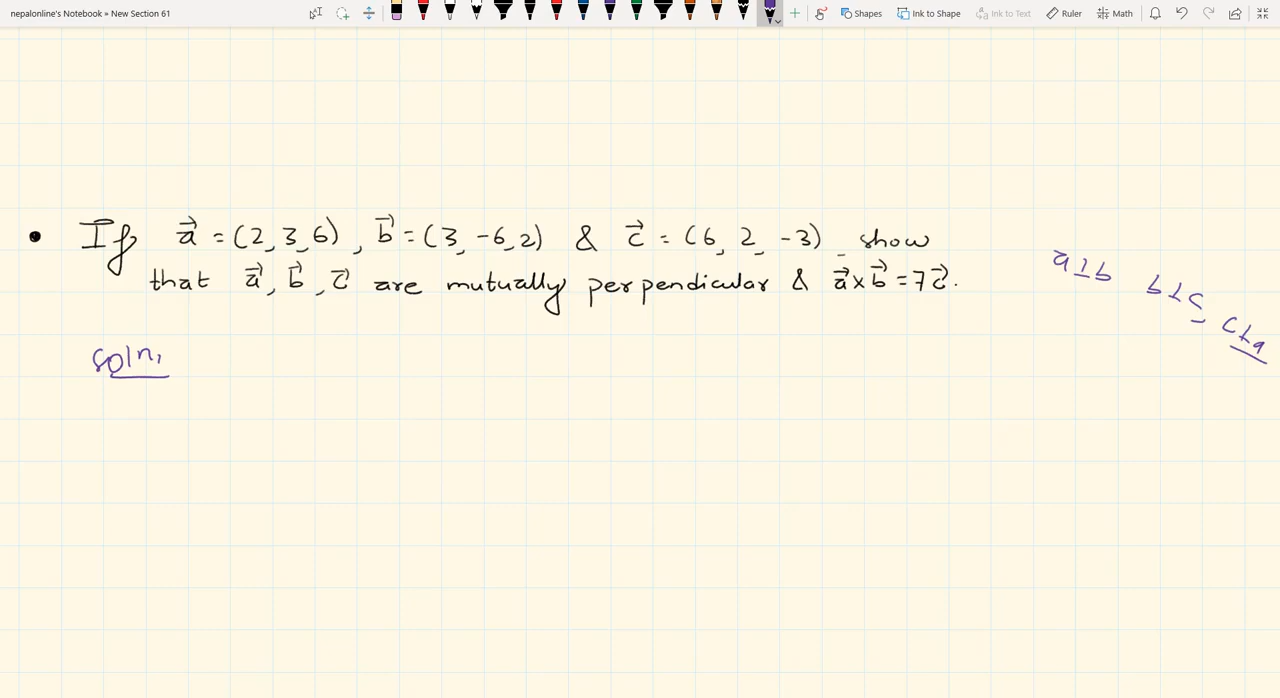 nepalonline's Notebook » New Section 61
Shapes Ink to Shape Ink to Text Ruler Math
• If a⃗ = (2, 3, 6), b⃗ = (3, -6, 2) & c⃗ = (6, 2, -3) show
that a⃗, b⃗, c⃗ are mutually perpendicular & a⃗ × b⃗ = 7c⃗.
a⊥b b⊥c c⊥a
soln,